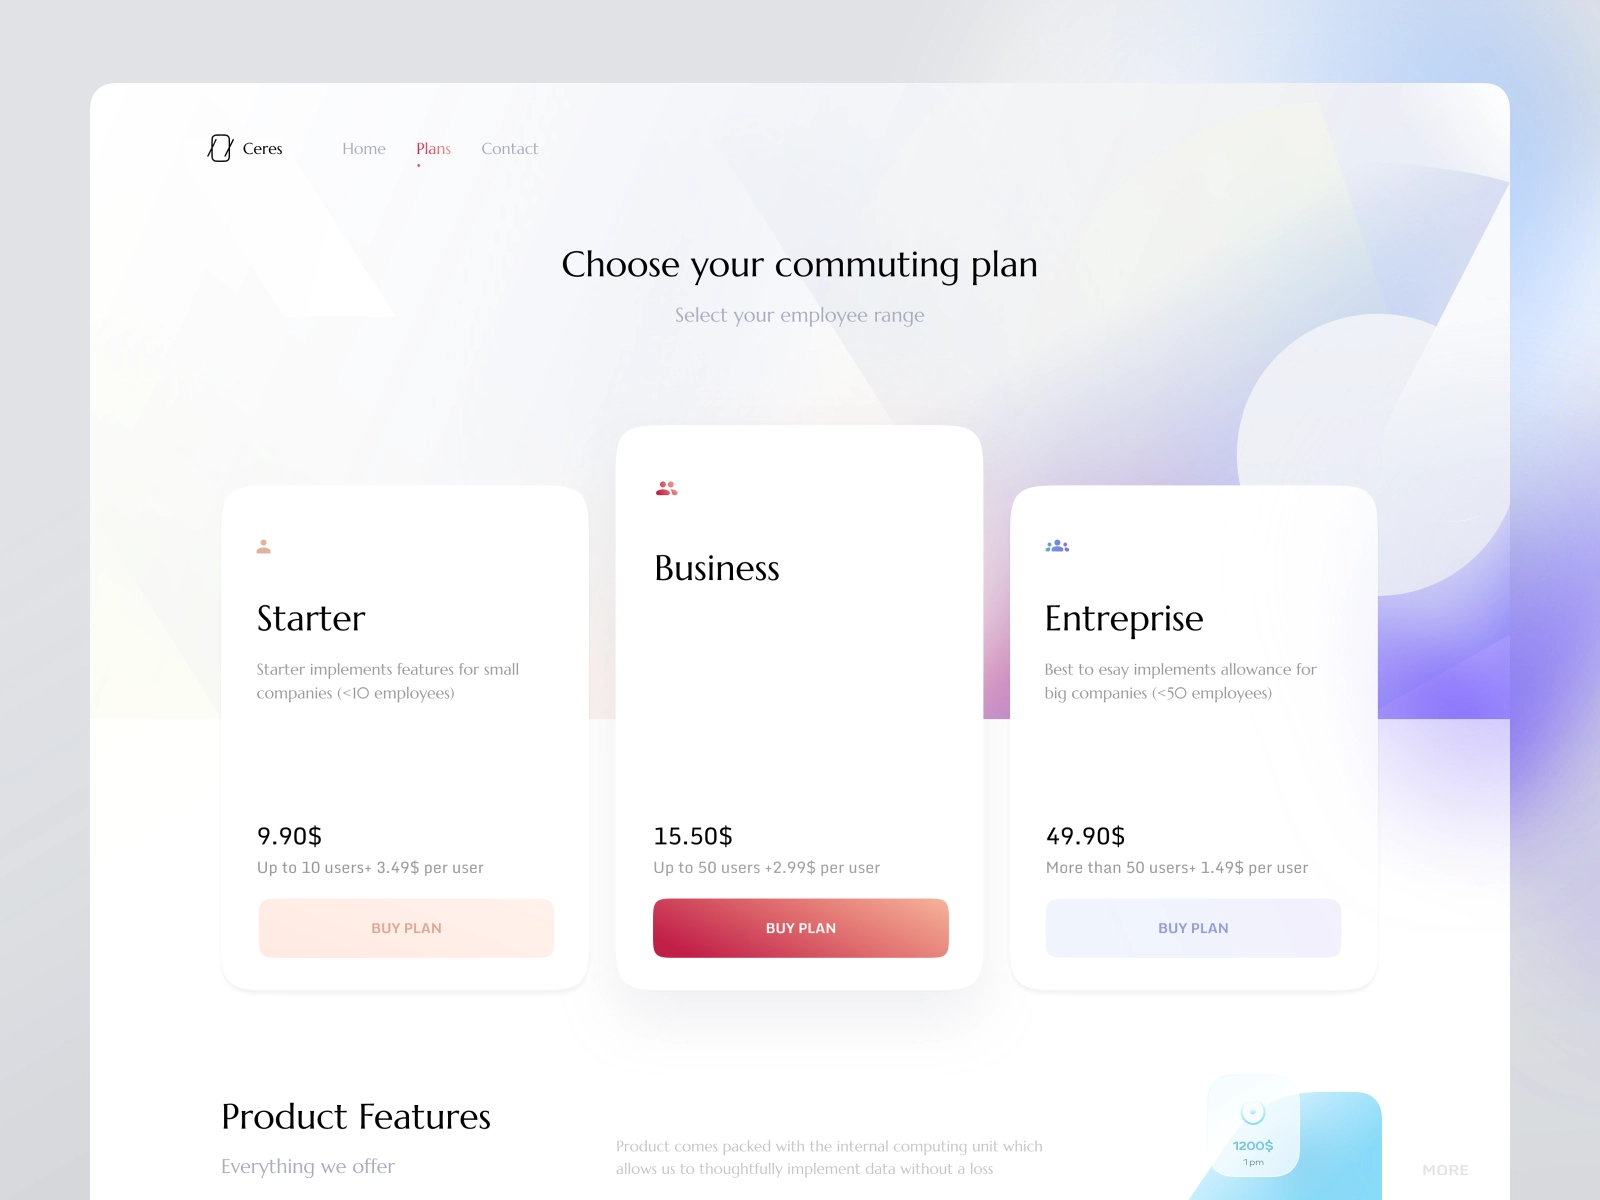 Ceres
Home Plans Contact
Choose your commuting plan
Select your employee range
Starter
Starter implements features for small
companies (<10 employees)
9.90$
Up to 10 users+ 3.49$ per user
BUY PLAN
Business
15.50$
Up to 50 users +2.99$ per user
BUY PLAN
Entreprise
Best to esay implements allowance for
big companies (<50 employees)
49.90$
More than 50 users+ 1.49$ per user
BUY PLAN
Product Features
Everything we offer
Product comes packed with the internal computing unit which
allows us to thoughtfully implement data without a loss
1200$
1pm
MORE